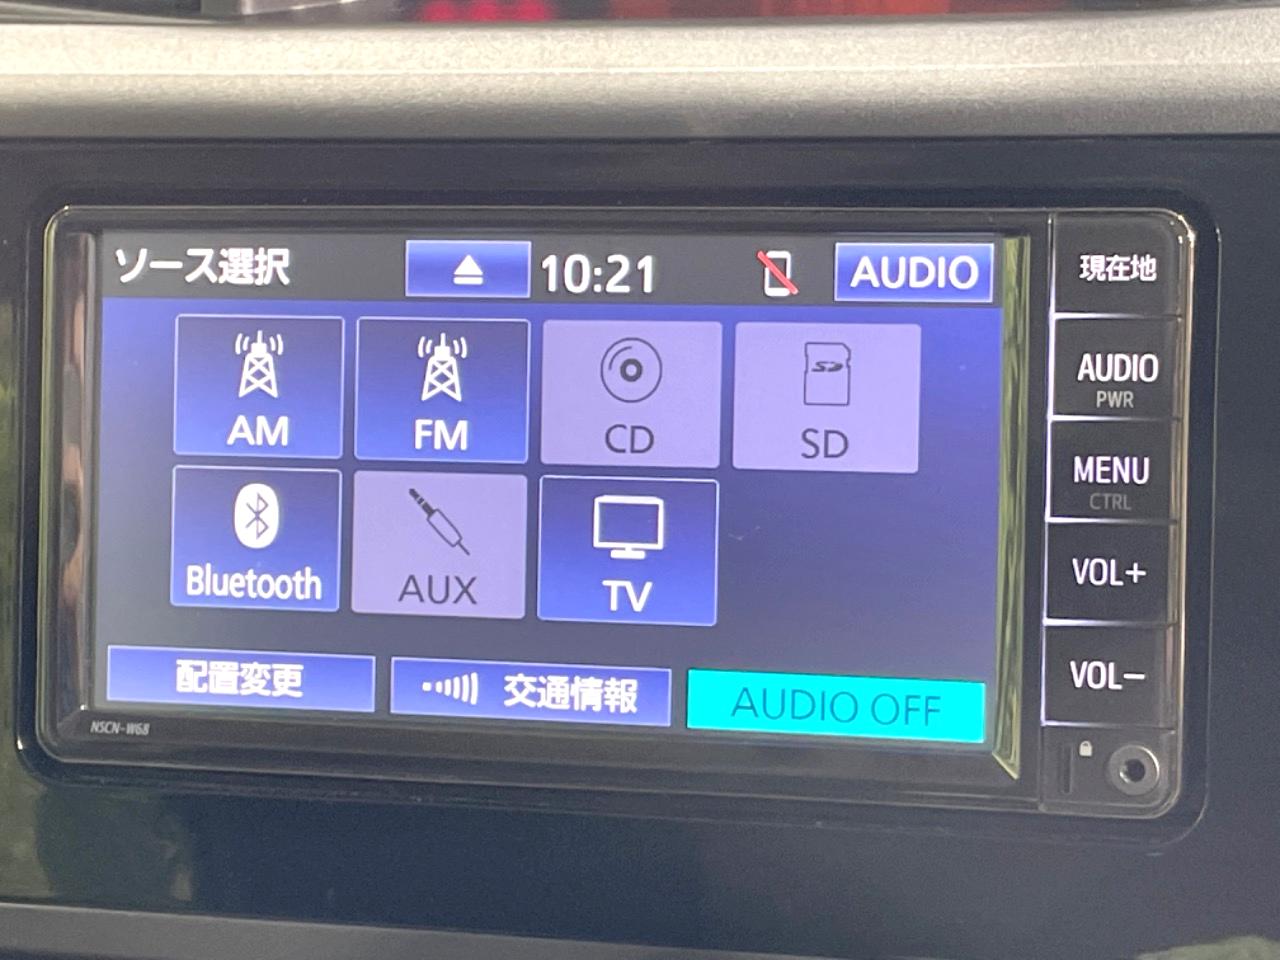 ソース選択 10:21 AUDIO
AM FM CD SD
Bluetooth AUX TV
配置変更 交通情報 AUDIO OFF
NSCN-W68
現在地
AUDIO
PWR
MENU
CTRL
VOL+
VOL−